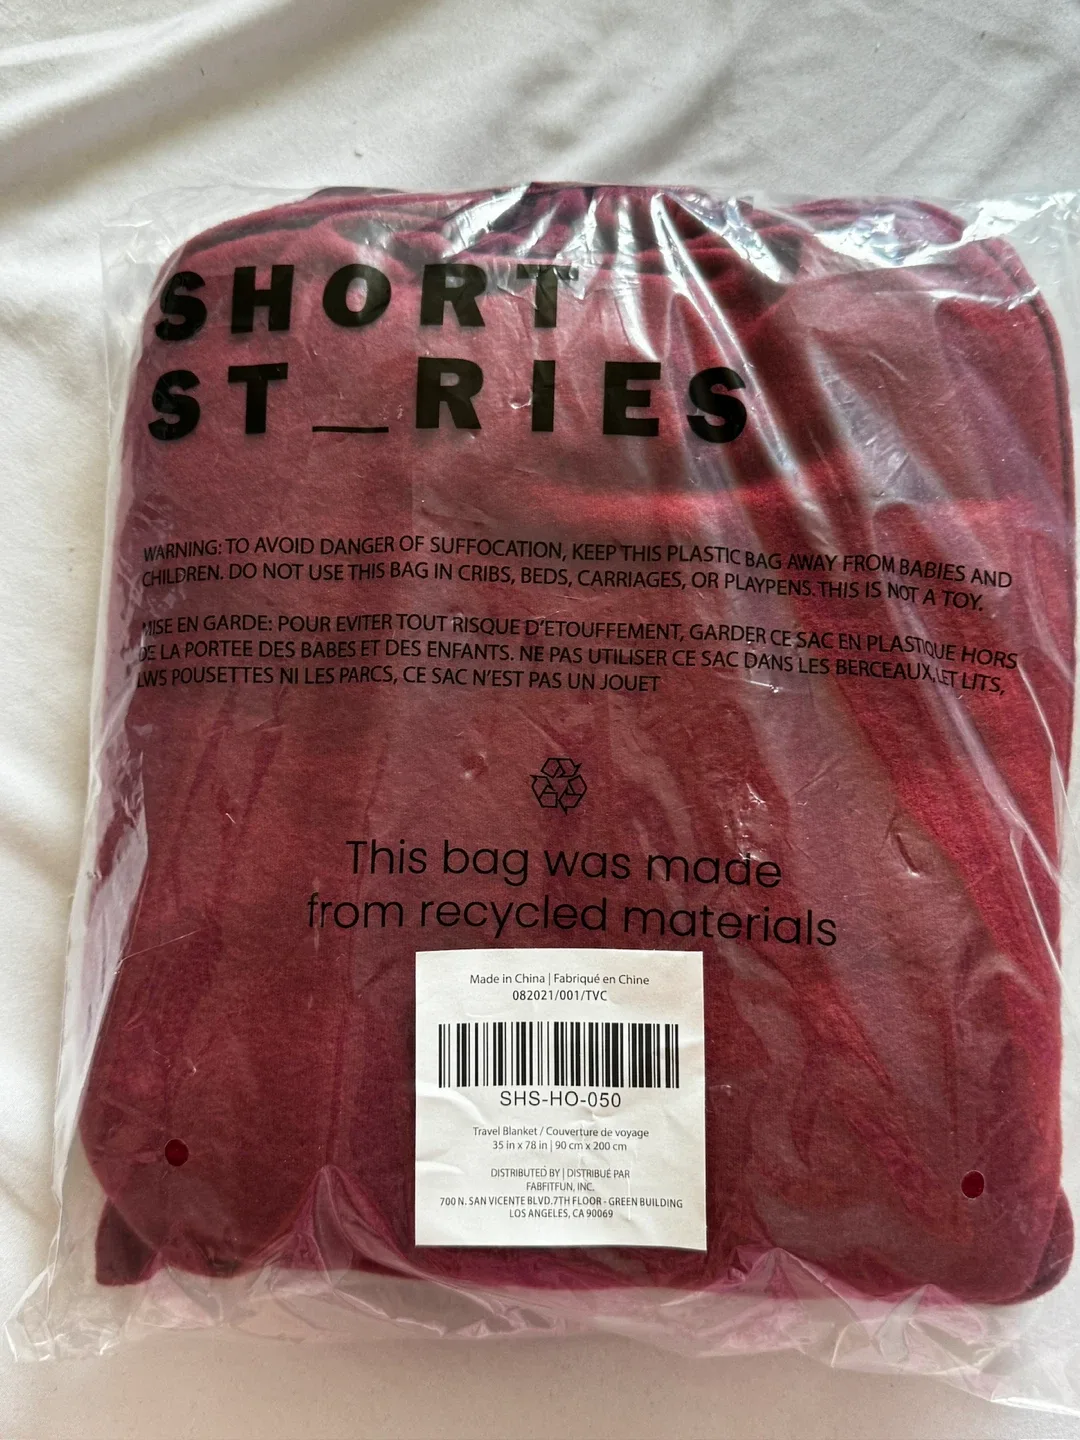 SHORT
ST_RIES
WARNING: TO AVOID DANGER OF SUFFOCATION, KEEP THIS PLASTIC BAG AWAY FROM BABIES AND
CHILDREN. DO NOT USE THIS BAG IN CRIBS, BEDS, CARRIAGES, OR PLAYPENS. THIS IS NOT A TOY.
MISE EN GARDE: POUR EVITER TOUT RISQUE D'ETOUFFEMENT, GARDER CE SAC EN PLASTIQUE HORS
DE LA PORTEE DES BABES ET DES ENFANTS. NE PAS UTILISER CE SAC DANS LES BERCEAUX, ET LITS,
LWS POUSETTES NI LES PARCS, CE SAC N'EST PAS UN JOUET
This bag was made
from recycled materials
Made in China | Fabriqué en Chine
082021/001/TVC
SHS-HO-050
Travel Blanket / Couverture de voyage
35 in x 78 in | 90 cm x 200 cm
DISTRIBUTED BY | DISTRIBUÉ PAR
FABFITFUN, INC.
700 N. SAN VICENTE BLVD.7TH FLOOR - GREEN BUILDING
LOS ANGELES, CA 90069